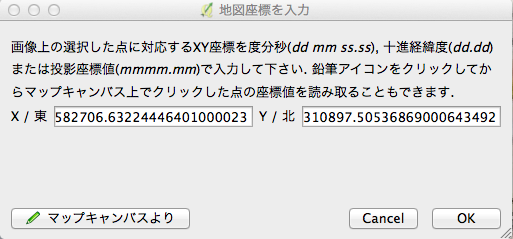 地図座標を入力
画像上の選択した点に対応するXY座標を度分秒(dd mm ss.ss), 十進経緯度(dd.dd)
または投影座標値(mmmm.mm)で入力して下さい. 鉛筆アイコンをクリックしてか
らマップキャンバス上でクリックした点の座標値を読み取ることもできます.
X / 東 582706.63224446401000023 Y / 北 310897.50536869000643492
マップキャンバスより Cancel OK